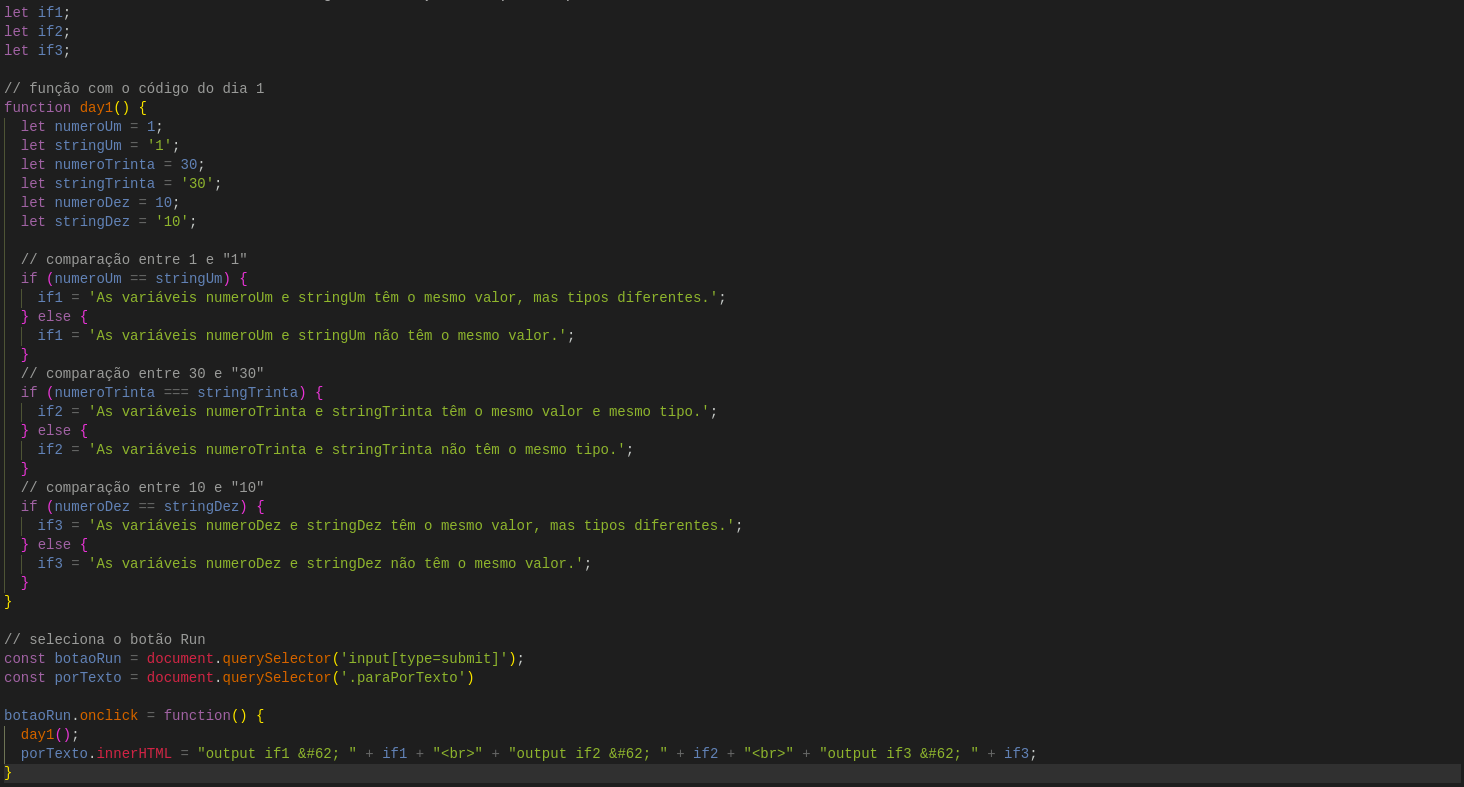 let if1;
let if2;
let if3;

// função com o código do dia 1
function day1() {
  let numeroUm = 1;
  let stringUm = '1';
  let numeroTrinta = 30;
  let stringTrinta = '30';
  let numeroDez = 10;
  let stringDez = '10';

  // comparação entre 1 e "1"
  if (numeroUm == stringUm) {
    if1 = 'As variáveis numeroUm e stringUm têm o mesmo valor, mas tipos diferentes.';
  } else {
    if1 = 'As variáveis numeroUm e stringUm não têm o mesmo valor.';
  }
  // comparação entre 30 e "30"
  if (numeroTrinta === stringTrinta) {
    if2 = 'As variáveis numeroTrinta e stringTrinta têm o mesmo valor e mesmo tipo.';
  } else {
    if2 = 'As variáveis numeroTrinta e stringTrinta não têm o mesmo tipo.';
  }
  // comparação entre 10 e "10"
  if (numeroDez == stringDez) {
    if3 = 'As variáveis numeroDez e stringDez têm o mesmo valor, mas tipos diferentes.';
  } else {
    if3 = 'As variáveis numeroDez e stringDez não têm o mesmo valor.';
  }
}

// seleciona o botão Run
const botaoRun = document.querySelector('input[type=submit]');
const porTexto = document.querySelector('.paraPorTexto')

botaoRun.onclick = function() {
  day1();
  porTexto.innerHTML = "output if1 &#62; " + if1 + "<br>" + "output if2 &#62; " + if2 + "<br>" + "output if3 &#62; " + if3;
}